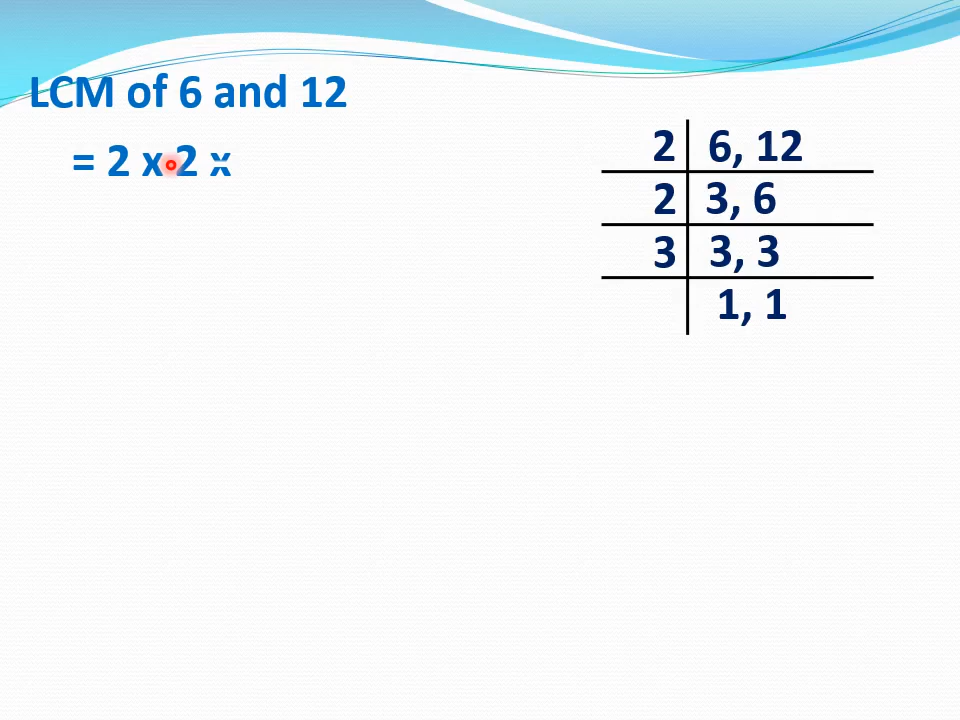 LCM of 6 and 12
= 2 x 2 x
2 6, 12
2 3, 6
3 3, 3
1, 1